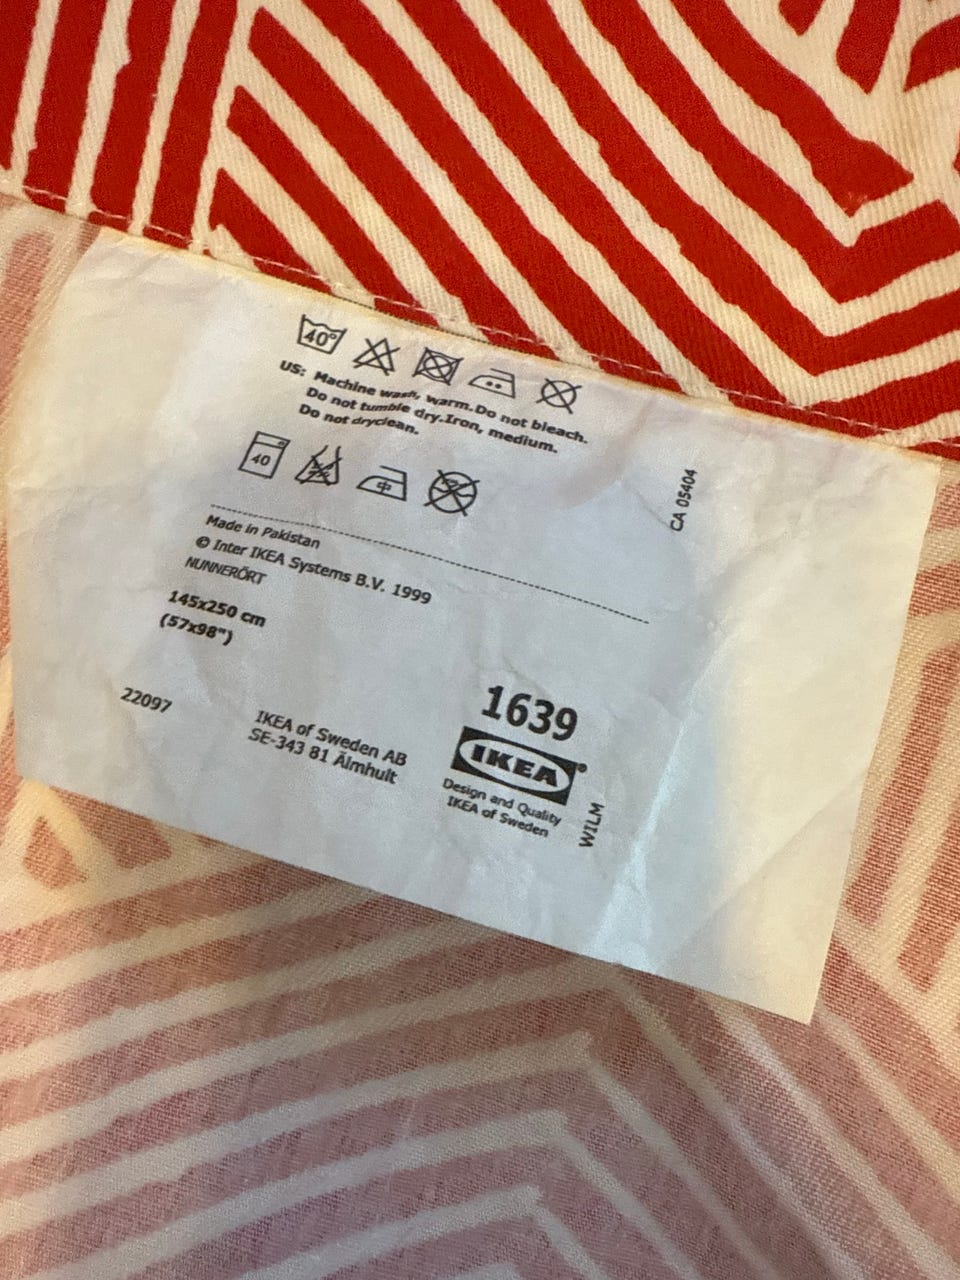 40°
US: Machine wash, warm.Do not bleach.
Do not tumble dry.Iron, medium.
Do not dryclean.
40
中
CA 05404
Made in Pakistan
© Inter IKEA Systems B.V. 1999
NUNNERÖRT
145x250 cm
(57x98")
22097
IKEA of Sweden AB
SE-343 81 Älmhult
1639
IKEA®
Design and Quality
IKEA of Sweden
WILM